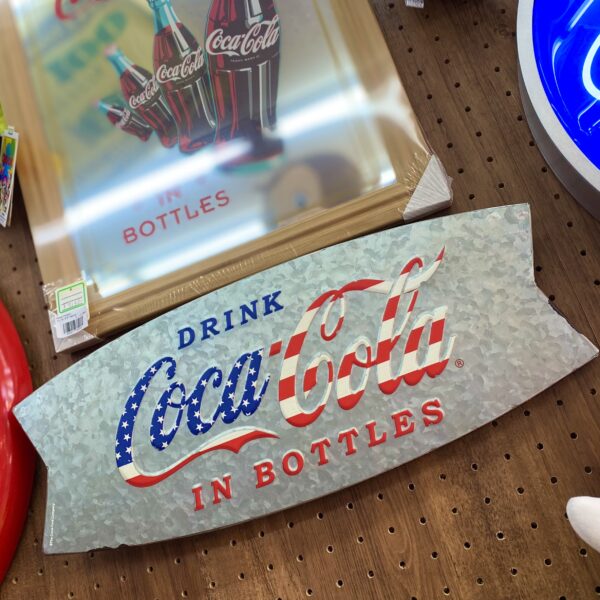 Coca-Cola
Coca-Cola
Coca-Cola
IN
BOTTLES
DRINK
Coca-Cola®
IN BOTTLES